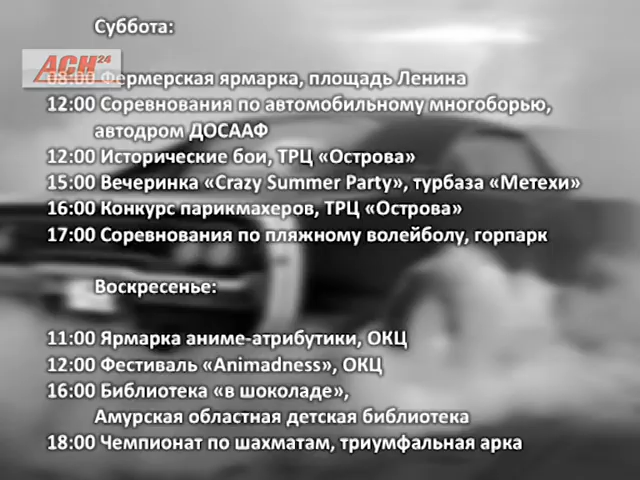 Суббота:
АСН24
08:00 Фермерская ярмарка, площадь Ленина
12:00 Соревнования по автомобильному многоборью,
автодром ДОСААФ
12:00 Исторические бои, ТРЦ «Острова»
15:00 Вечеринка «Crazy Summer Party», турбаза «Метехи»
16:00 Конкурс парикмахеров, ТРЦ «Острова»
17:00 Соревнования по пляжному волейболу, горпарк
Воскресенье:
11:00 Ярмарка аниме-атрибутики, ОКЦ
12:00 Фестиваль «Animadness», ОКЦ
16:00 Библиотека «в шоколаде»,
Амурская областная детская библиотека
18:00 Чемпионат по шахматам, триумфальная арка